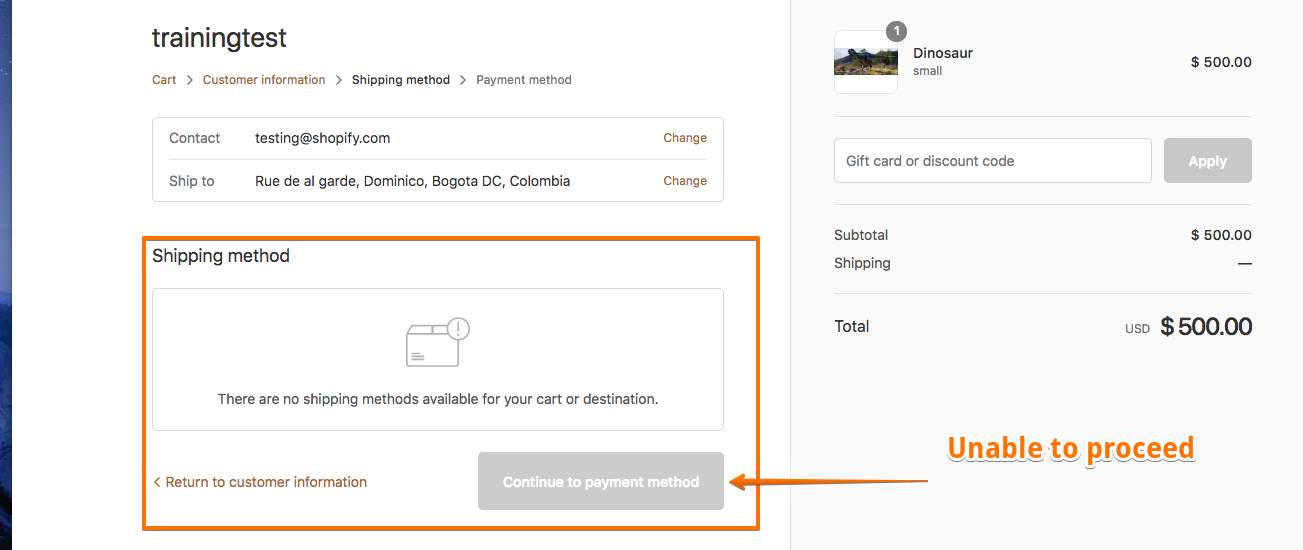 trainingtest
Cart > Customer information > Shipping method > Payment method
Contact testing@shopify.com Change
Ship to Rue de al garde, Dominico, Bogota DC, Colombia Change
Shipping method
!
There are no shipping methods available for your cart or destination.
< Return to customer information
Continue to payment method
1
Dinosaur $ 500.00
small
Gift card or discount code Apply
Subtotal $ 500.00
Shipping —
Total USD $ 500.00
Unable to proceed